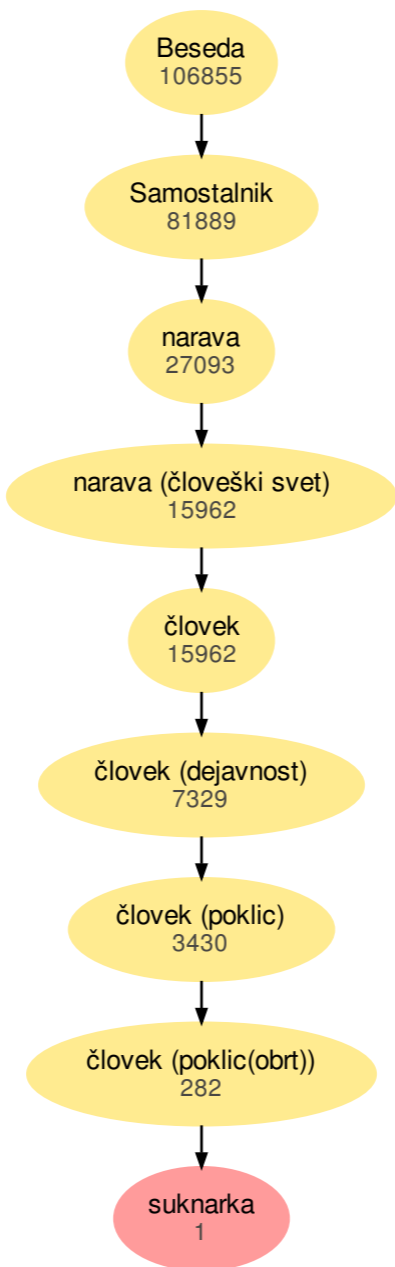 Beseda
106855
Samostalnik
81889
narava
27093
narava (človeški svet)
15962
človek
15962
človek (dejavnost)
7329
človek (poklic)
3430
človek (poklic(obrt))
282
suknarka
1